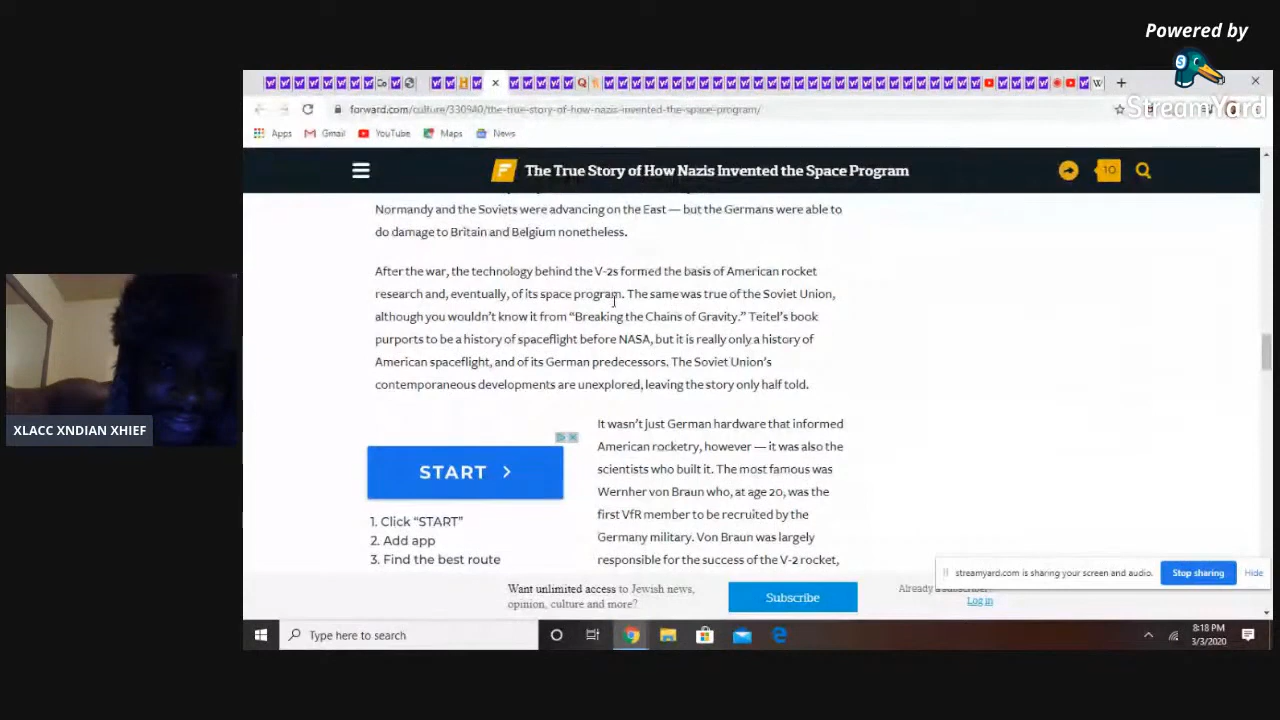 Powered by
StreamYard
forward.com/culture/330940/the-true-story-of-how-nazis-invented-the-space-program/
Apps Gmail YouTube Maps News
The True Story of How Nazis Invented the Space Program
10
Normandy and the Soviets were advancing on the East — but the Germans were able to
do damage to Britain and Belgium nonetheless.
After the war, the technology behind the V-2s formed the basis of American rocket
research and, eventually, of its space program. The same was true of the Soviet Union,
although you wouldn't know it from “Breaking the Chains of Gravity.” Teitel's book
purports to be a history of spaceflight before NASA, but it is really only a history of
American spaceflight, and of its German predecessors. The Soviet Union's
contemporaneous developments are unexplored, leaving the story only half told.
It wasn't just German hardware that informed
American rocketry, however — it was also the
scientists who built it. The most famous was
Wernher von Braun who, at age 20, was the
first VfR member to be recruited by the
Germany military. Von Braun was largely
responsible for the success of the V-2 rocket,
START >
1. Click “START”
2. Add app
3. Find the best route
XLACC XNDIAN XHIEF
streamyard.com is sharing your screen and audio.
Stop sharing
Hide
Want unlimited access to Jewish news,
opinion, culture and more?
Subscribe
Already a
Log in
Type here to search
8:18 PM
3/3/2020